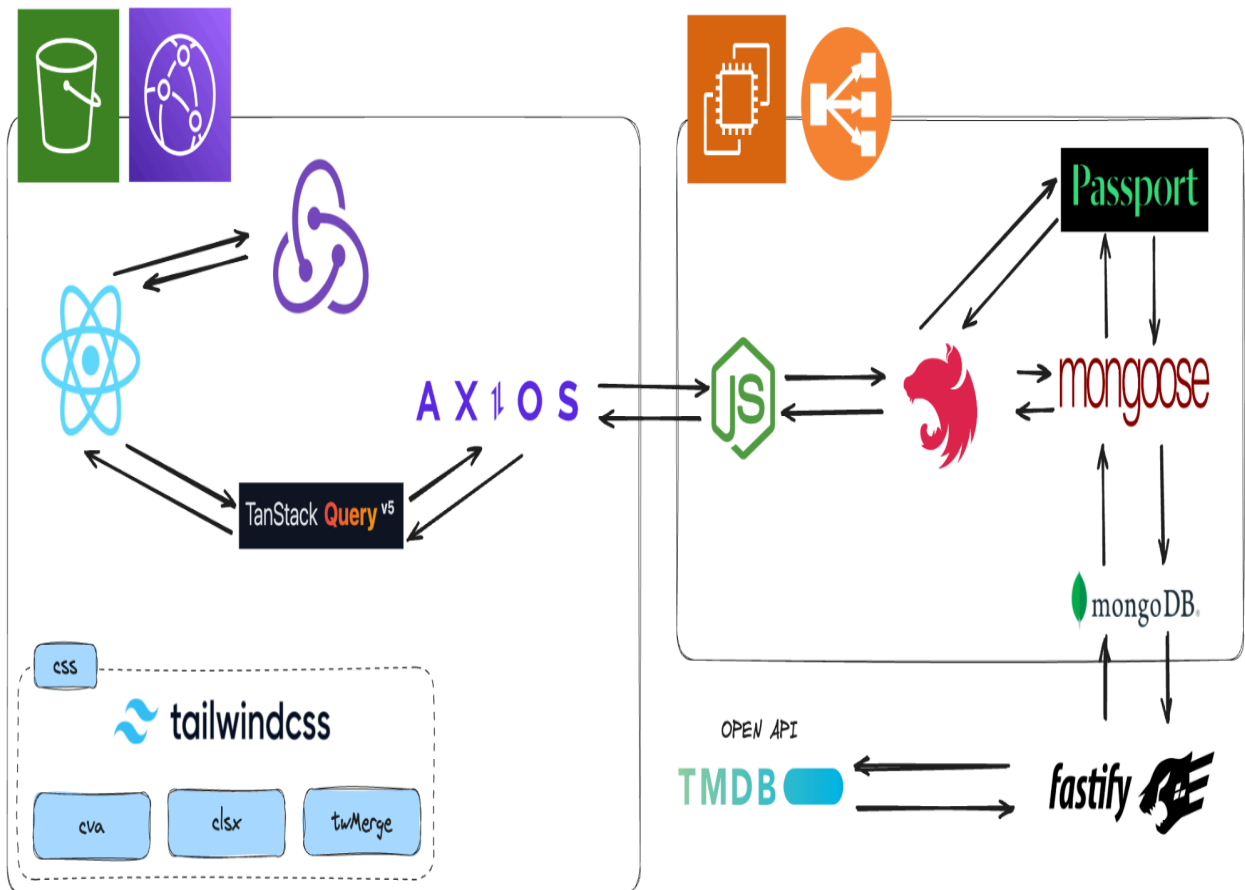 Passport
JS
mongoose
AXIOS
TanStack Query v5
mongoDB
css
tailwindcss
OPEN API
TMDB
fastify
cva
clsx
twMerge